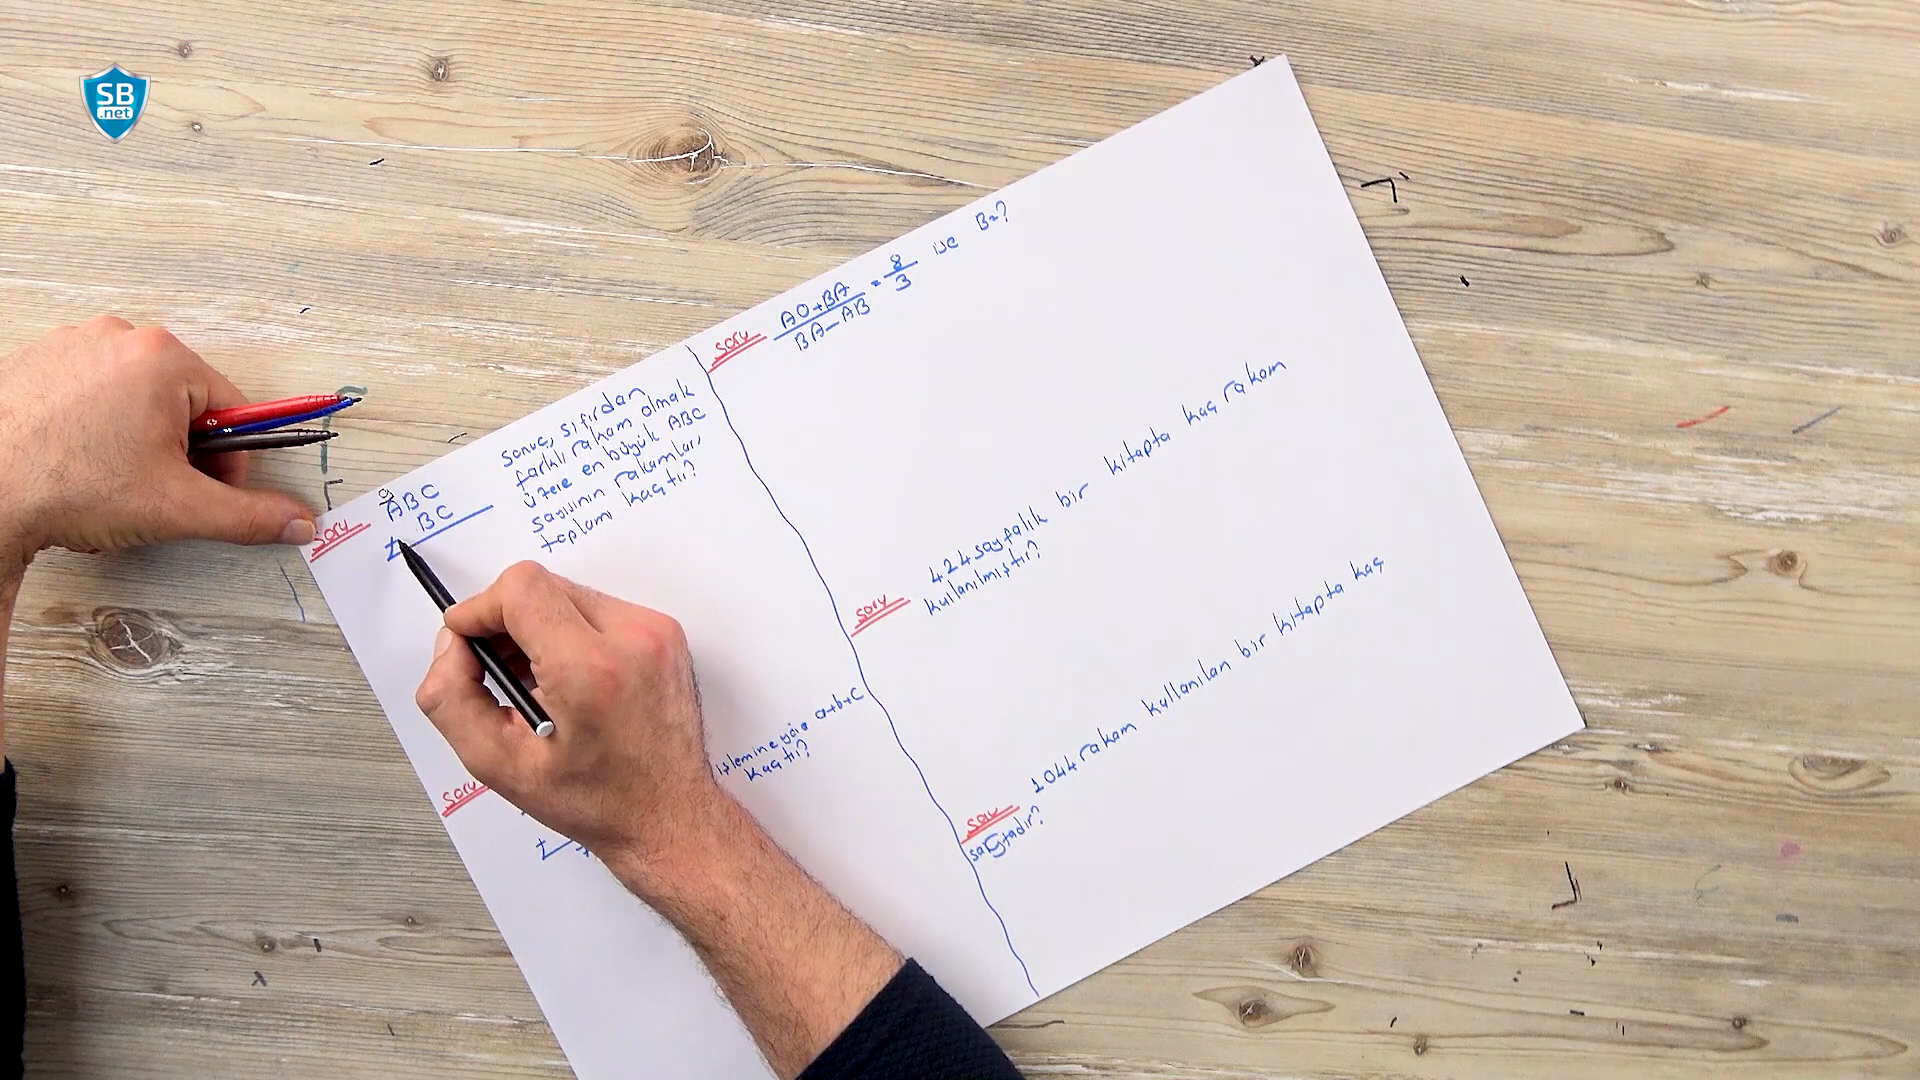 SB
.net
soru
ABC
BC
+
9
sonuç, sıfırdan
farklı rakam olmak
üzere en büyük ABC
sayısının rakamları
toplamı kaçtır?
soru
+
işlemine göre a+b+c
kaçtır?
soru
AO+BA
BA-AB
=
8
3
ise B=?
soru
424 sayfalık bir kitapta kaç rakam
kullanılmıştır?
soru
1044 rakam kullanılan bir kitapta kaç
sayfadır?